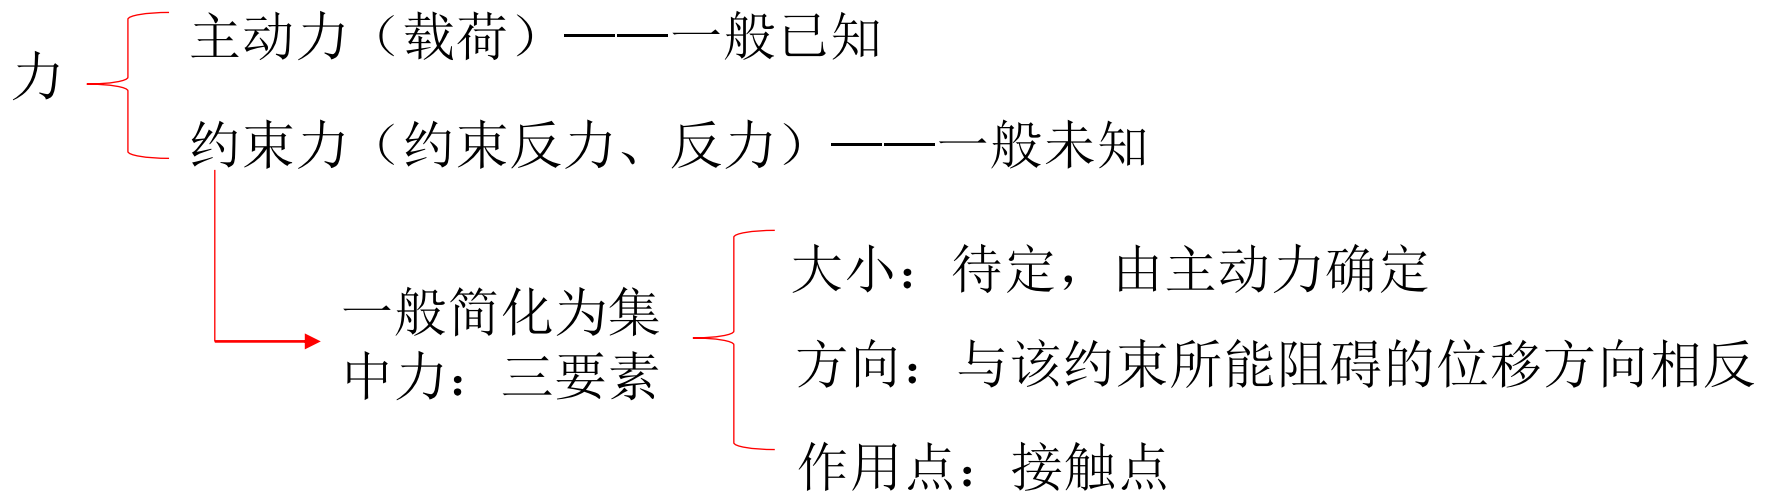 力
主动力（载荷）——一般已知
约束力（约束反力、反力）——一般未知
一般简化为集
中力：三要素
大小：待定，由主动力确定
方向：与该约束所能阻碍的位移方向相反
作用点：接触点